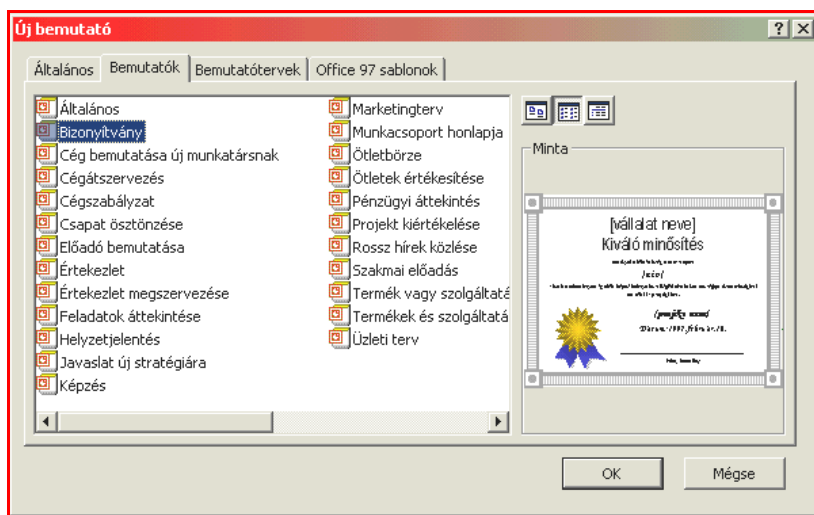 Új bemutató
Általános
Bemutatók
Bemutatótervek
Office 97 sablonok
Általános
Bizonyítvány
Cég bemutatása új munkatársnak
Cégátszervezés
Cégszabályzat
Csapat ösztönzése
Előadó bemutatása
Értekezlet
Értekezlet megszervezése
Feladatok áttekintése
Helyzetjelentés
Javaslat új stratégiára
Képzés
Marketingterv
Munkacsoport honlapja
Ötletbörze
Ötletek értékesítése
Pénzügyi áttekintés
Projekt kiértékelése
Rossz hírek közlése
Szakmai előadás
Termék vagy szolgáltatá
Termékek és szolgáltatá
Üzleti terv
Minta
[vállalat neve]
Kiváló minősítés
[név]
OK
Mégse